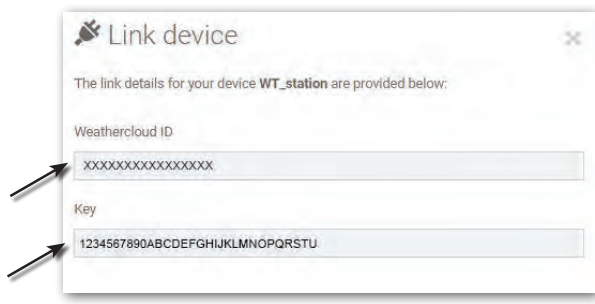 Link device
The link details for your device WT_station are provided below:
Weathercloud ID
XXXXXXXXXXXXXXXX
Key
1234567890ABCDEFGHIJKLMNOPQRSTU